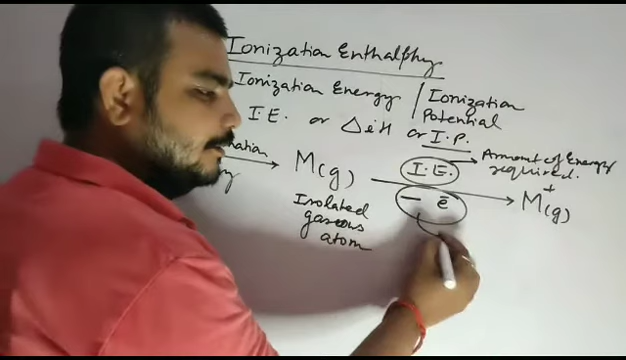 Ionization Enthalphy
Ionization Energy / Ionization Potential
I.E. or ΔiH or I.P.
M(g) I.E. → Amount of Energy required.
− ē M⁺(g)
Isolated
gaseous
atom